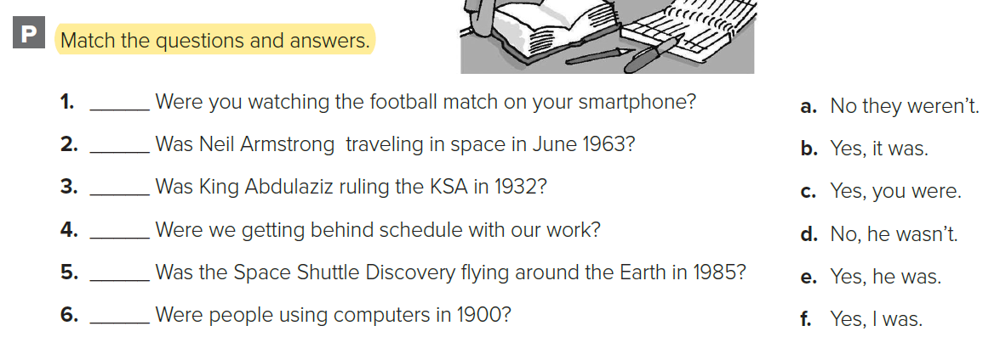 P Match the questions and answers.
1. ______ Were you watching the football match on your smartphone?
2. ______ Was Neil Armstrong traveling in space in June 1963?
3. ______ Was King Abdulaziz ruling the KSA in 1932?
4. ______ Were we getting behind schedule with our work?
5. ______ Was the Space Shuttle Discovery flying around the Earth in 1985?
6. ______ Were people using computers in 1900?
a. No they weren't.
b. Yes, it was.
c. Yes, you were.
d. No, he wasn't.
e. Yes, he was.
f. Yes, I was.